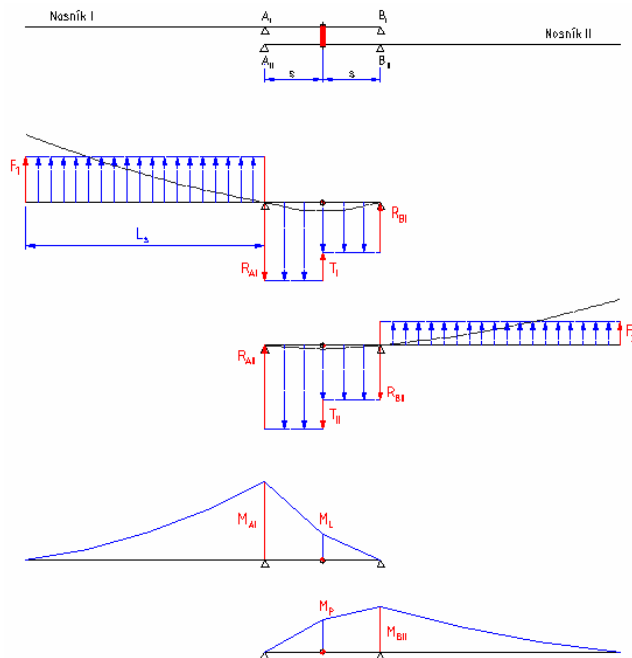 Nosník I
A_I
B_I
Nosník II
A_II
B_II
s
s
F_1
L_s
R_AI
T_I
R_BI
R_AII
T_II
R_BII
M_AI
M_L
M_P
M_BII